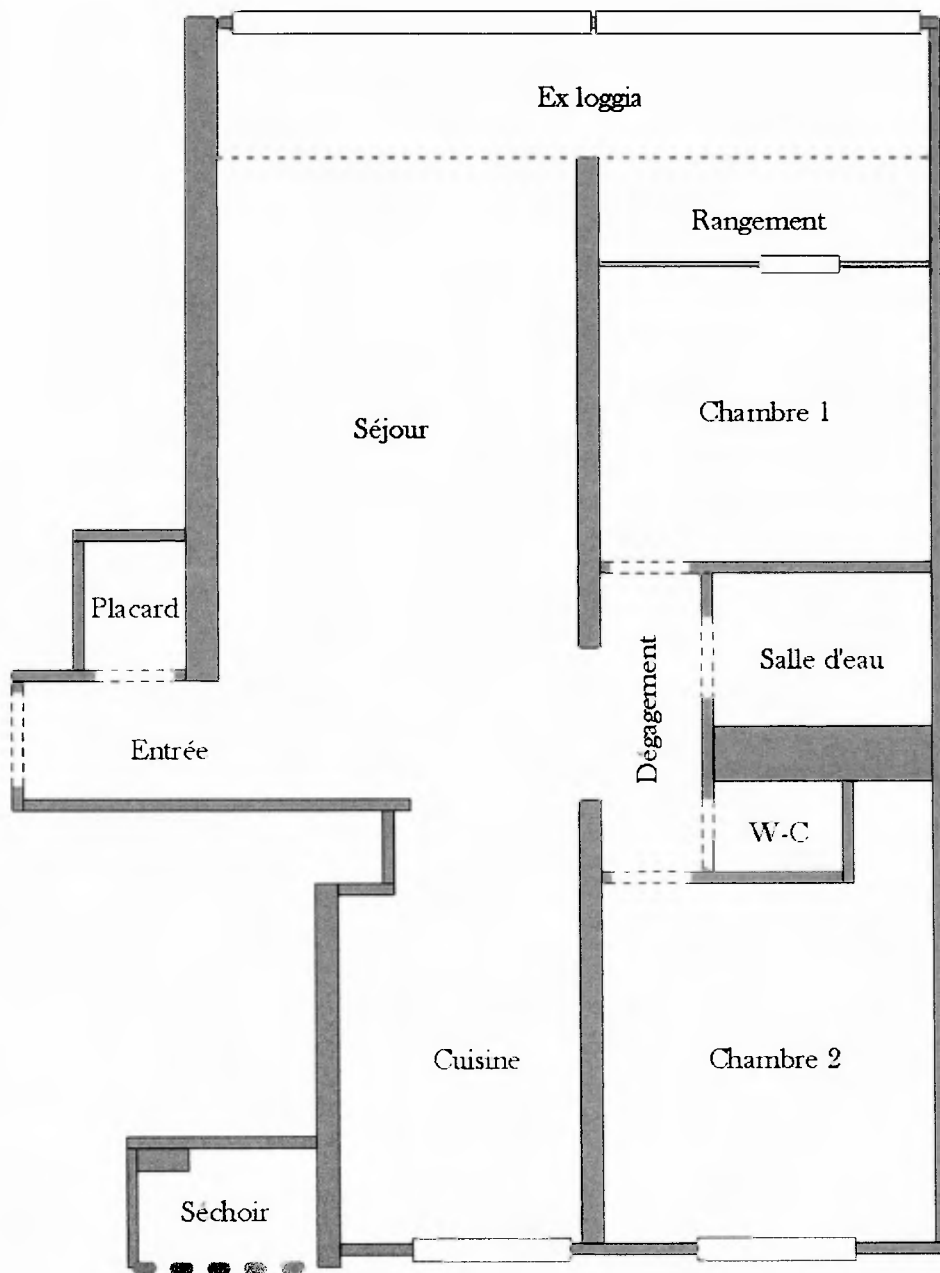 Ex loggia
Rangement
Chambre 1
Séjour
Placard
Salle d'eau
Dégagement
Entrée
W-C
Cuisine
Chambre 2
Séchoir